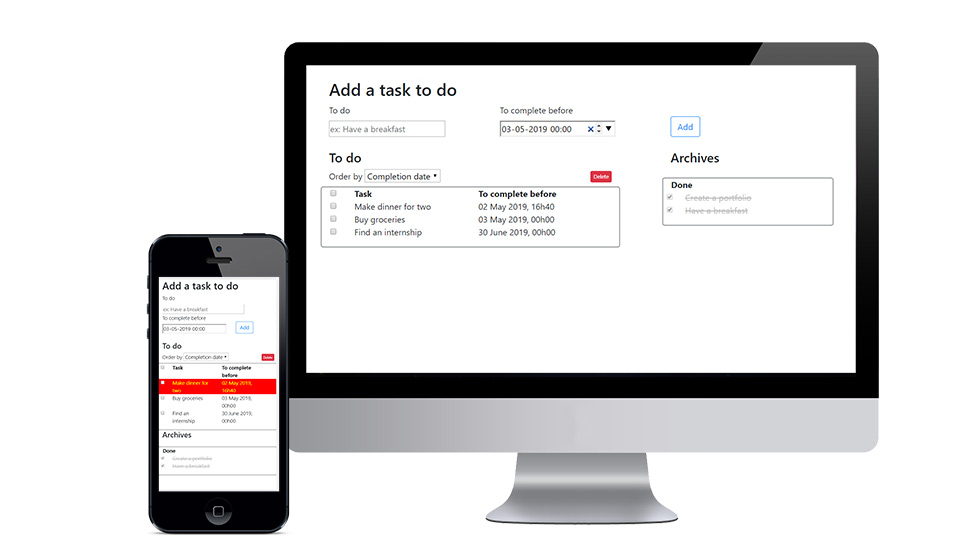 Add a task to do
To do To complete before
ex: Have a breakfast 03-05-2019 00:00 Add
To do Archives
Order by Completion date Delete
Task To complete before Done
Make dinner for two 02 May 2019, 16h40 Create a portfolio
Buy groceries 03 May 2019, 00h00 Have a breakfast
Find an internship 30 June 2019, 00h00
Add a task to do
To do
ex: Have a breakfast
To complete before
03-05-2019 00:00 Add
To do
Order by Completion date Delete
Task To complete
before
Make dinner for 02 May 2019,
two 16h40
Buy groceries 03 May 2019,
00h00
Find an 30 June 2019,
internship 00h00
Archives
Done
Create a portfolio
Have a breakfast